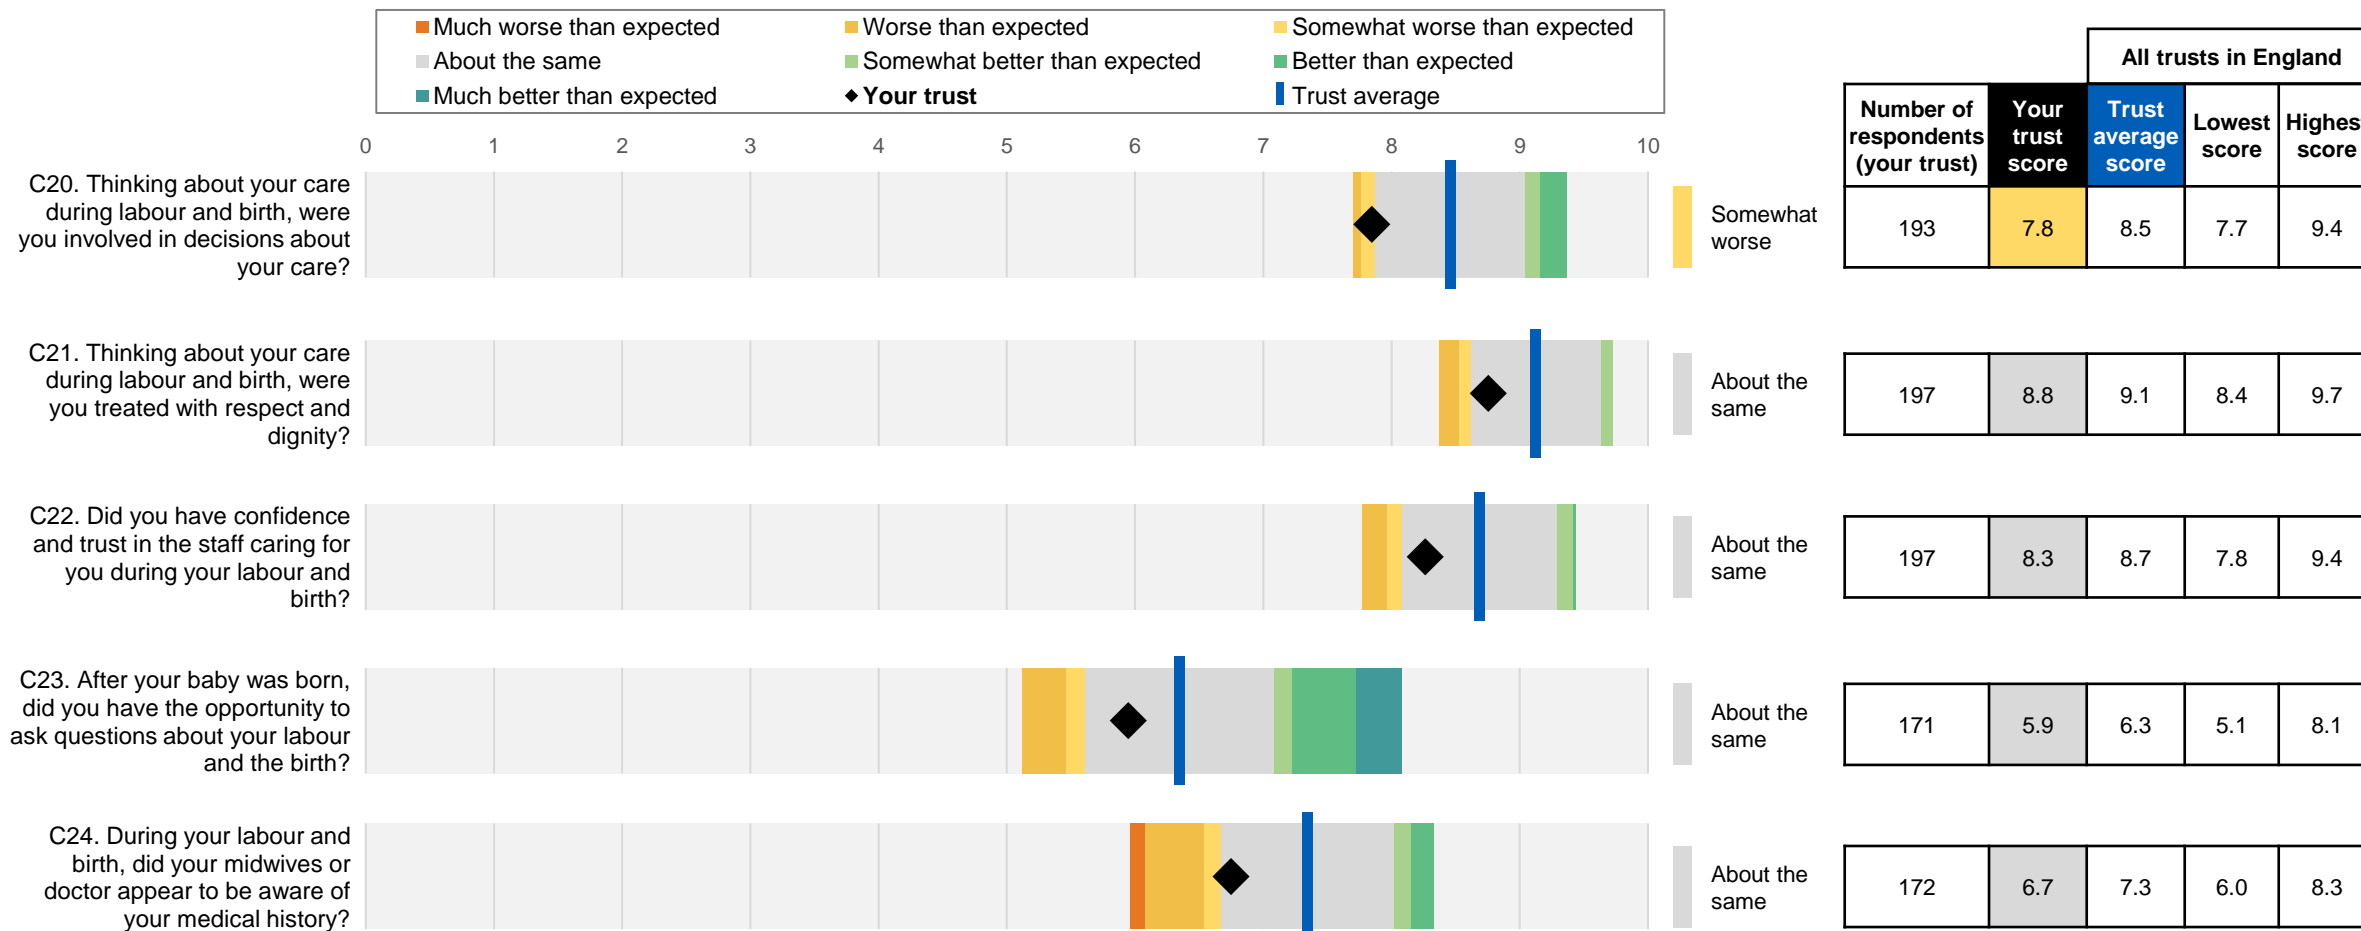 Much worse than expected
Worse than expected
Somewhat worse than expected
About the same
Somewhat better than expected
Better than expected
Much better than expected
Your trust
Trust average
All trusts in England
Number of
respondents
(your trust)
Your
trust
score
Trust
average
score
Lowest
score
Highest
score
0 1 2 3 4 5 6 7 8 9 10
C20. Thinking about your care
during labour and birth, were
you involved in decisions about
your care?
Somewhat
worse
193 7.8 8.5 7.7 9.4
C21. Thinking about your care
during labour and birth, were
you treated with respect and
dignity?
About the
same
197 8.8 9.1 8.4 9.7
C22. Did you have confidence
and trust in the staff caring for
you during your labour and
birth?
About the
same
197 8.3 8.7 7.8 9.4
C23. After your baby was born,
did you have the opportunity to
ask questions about your labour
and the birth?
About the
same
171 5.9 6.3 5.1 8.1
C24. During your labour and
birth, did your midwives or
doctor appear to be aware of
your medical history?
About the
same
172 6.7 7.3 6.0 8.3